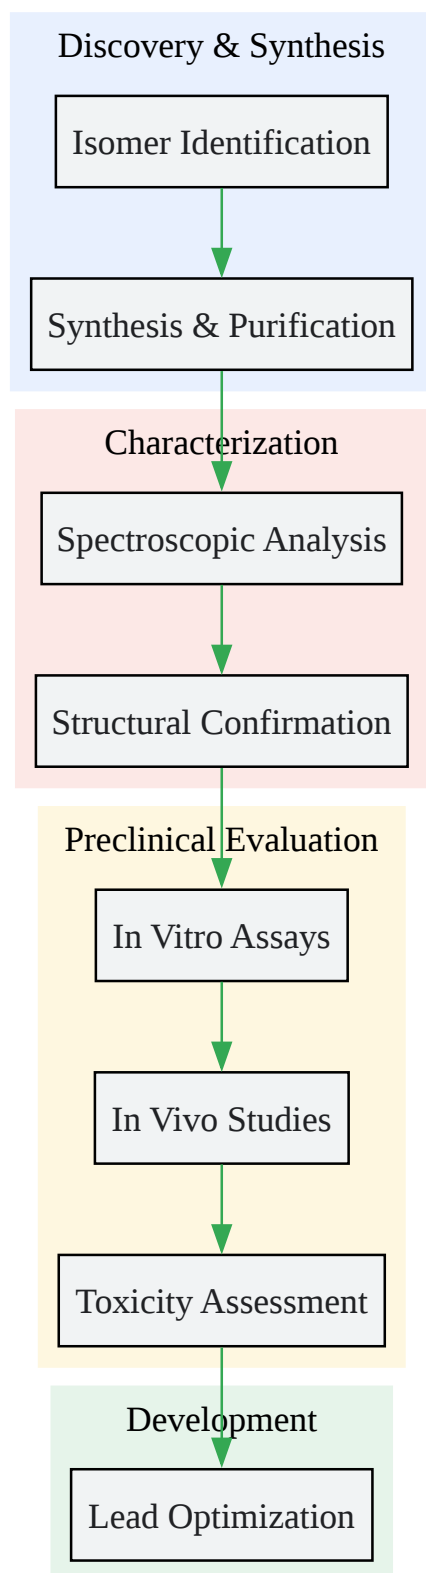 Discovery & Synthesis
Isomer Identification
Synthesis & Purification
Characterization
Spectroscopic Analysis
Structural Confirmation
Preclinical Evaluation
In Vitro Assays
In Vivo Studies
Toxicity Assessment
Development
Lead Optimization